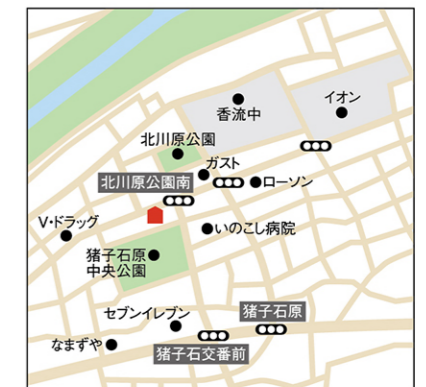 イオン
香流中
北川原公園
ガスト
北川原公園南
ローソン
V・ドラッグ
いのこし病院
猪子石原
中央公園
セブンイレブン
猪子石原
なまずや
猪子石交番前